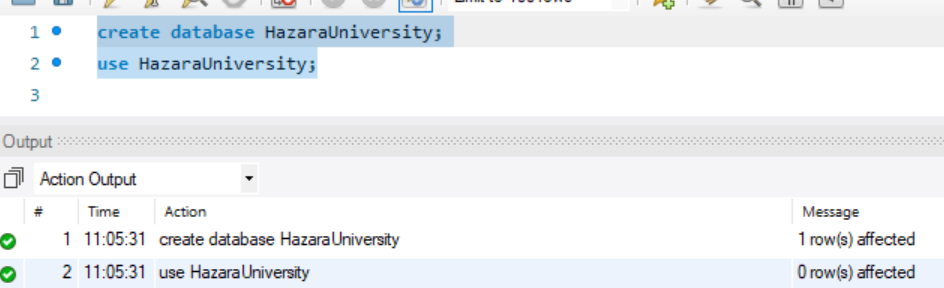 1 create database HazaraUniversity;
2 use HazaraUniversity;
3
Output
Action Output
# Time Action Message
1 11:05:31 create database HazaraUniversity 1 row(s) affected
2 11:05:31 use HazaraUniversity 0 row(s) affected